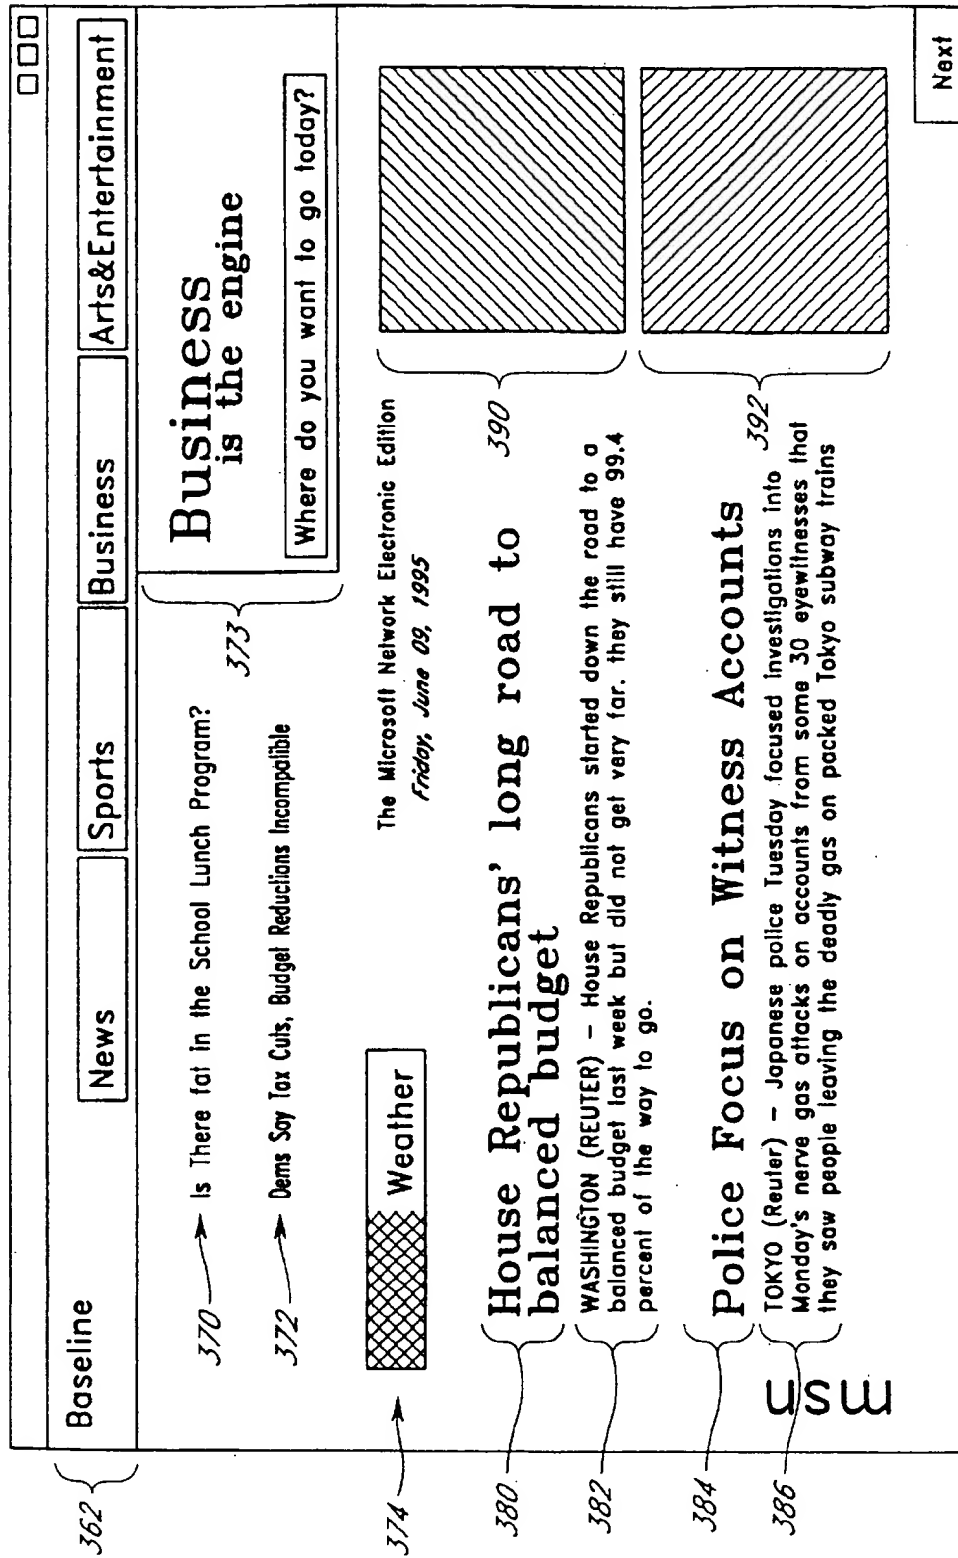 Baseline
News Sports Business Arts&Entertainment
362
370 Is There fat in the School Lunch Program?
372 Dems Say Tax Cuts, Budget Reductions Incompatible
373
Business
is the engine
Where do you want to go today?
374
Weather
The Microsoft Network Electronic Edition
Friday, June 09, 1995
380
House Republicans' long road to
balanced budget
390
382
WASHINGTON (REUTER) – House Republicans started down the road to a
balanced budget last week but did not get very far. they still have 99.4
percent of the way to go.
384
Police Focus on Witness Accounts
392
386
TOKYO (Reuter) – Japanese police Tuesday focused investigations into
Monday's nerve gas attacks on accounts from some 30 eyewitnesses that
they saw people leaving the deadly gas on packed Tokyo subway trains
msn
Next